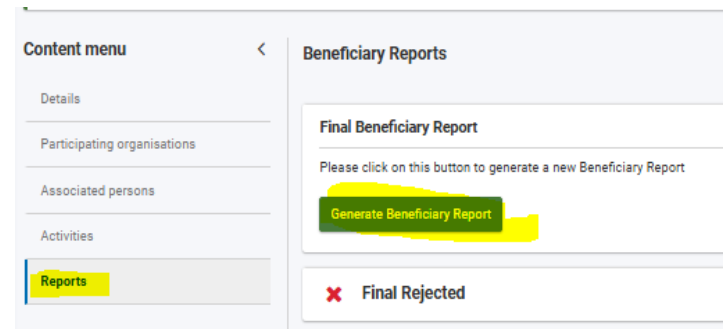 Content menu
Details
Participating organisations
Associated persons
Activities
Reports
Beneficiary Reports
Final Beneficiary Report
Please click on this button to generate a new Beneficiary Report
Generate Beneficiary Report
Final Rejected